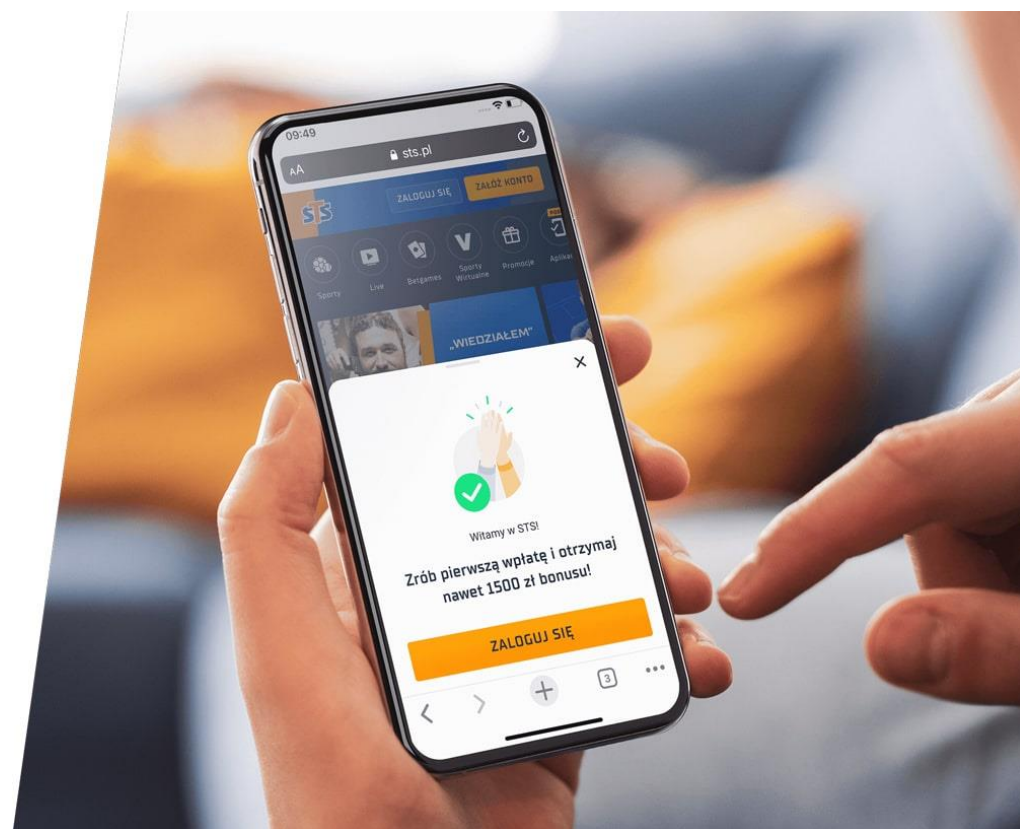 09:49
AA
sts.pl
STS
ZALOGUJ SIĘ
ZAŁÓŻ KONTO
Sporty
Live
Betgames
Sporty
Wirtualne
Promocje
„WIEDZIAŁEM”
Witamy w STS!
Zrób pierwszą wpłatę i otrzymaj
nawet 1500 zł bonusu!
ZALOGUJ SIĘ
3